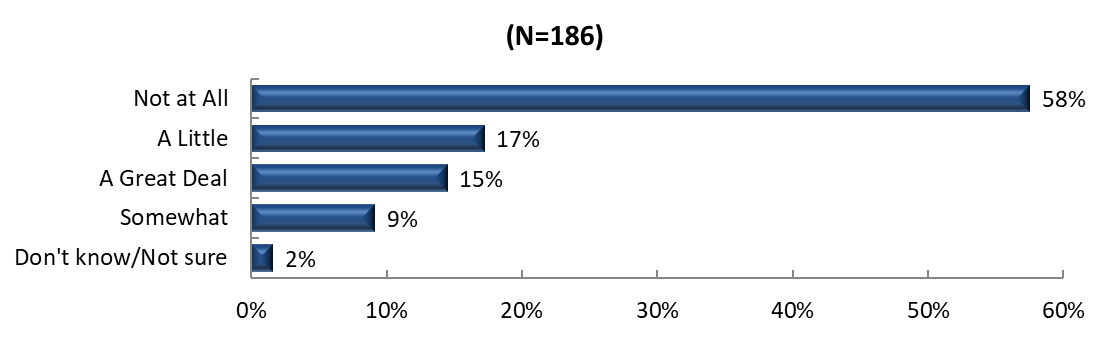 (N=186)
Not at All 58%
A Little 17%
A Great Deal 15%
Somewhat 9%
Don't know/Not sure 2%
0% 10% 20% 30% 40% 50% 60%